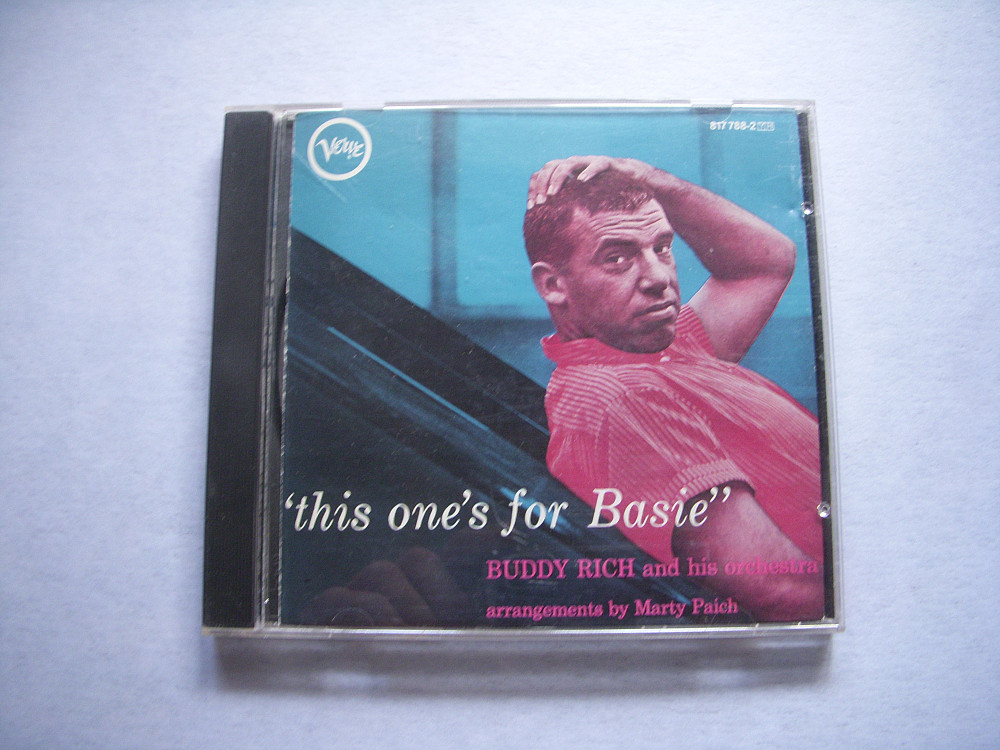 Verve
817 788-2
'this one's for Basie"
BUDDY RICH and his orchestra
arrangements by Marty Paich